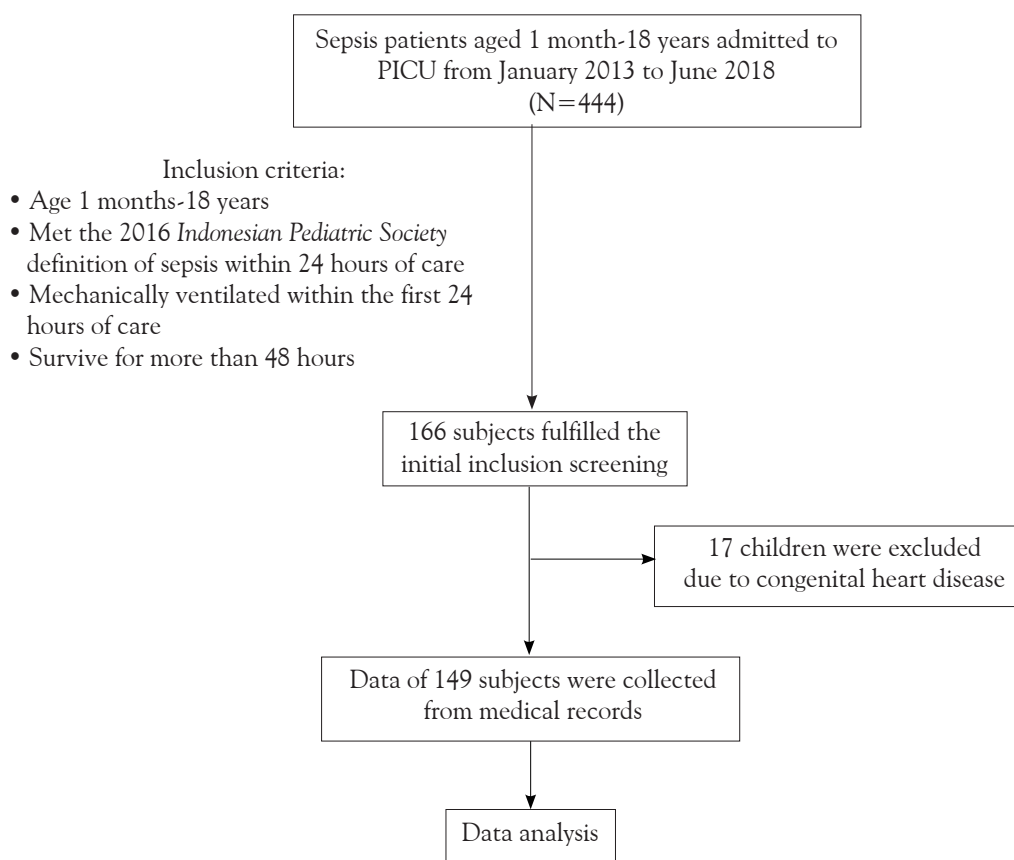 Sepsis patients aged 1 month-18 years admitted to
PICU from January 2013 to June 2018
(N=444)
Inclusion criteria:
• Age 1 months-18 years
• Met the 2016 Indonesian Pediatric Society
definition of sepsis within 24 hours of care
• Mechanically ventilated within the first 24
hours of care
• Survive for more than 48 hours
166 subjects fulfilled the
initial inclusion screening
17 children were excluded
due to congenital heart disease
Data of 149 subjects were collected
from medical records
Data analysis